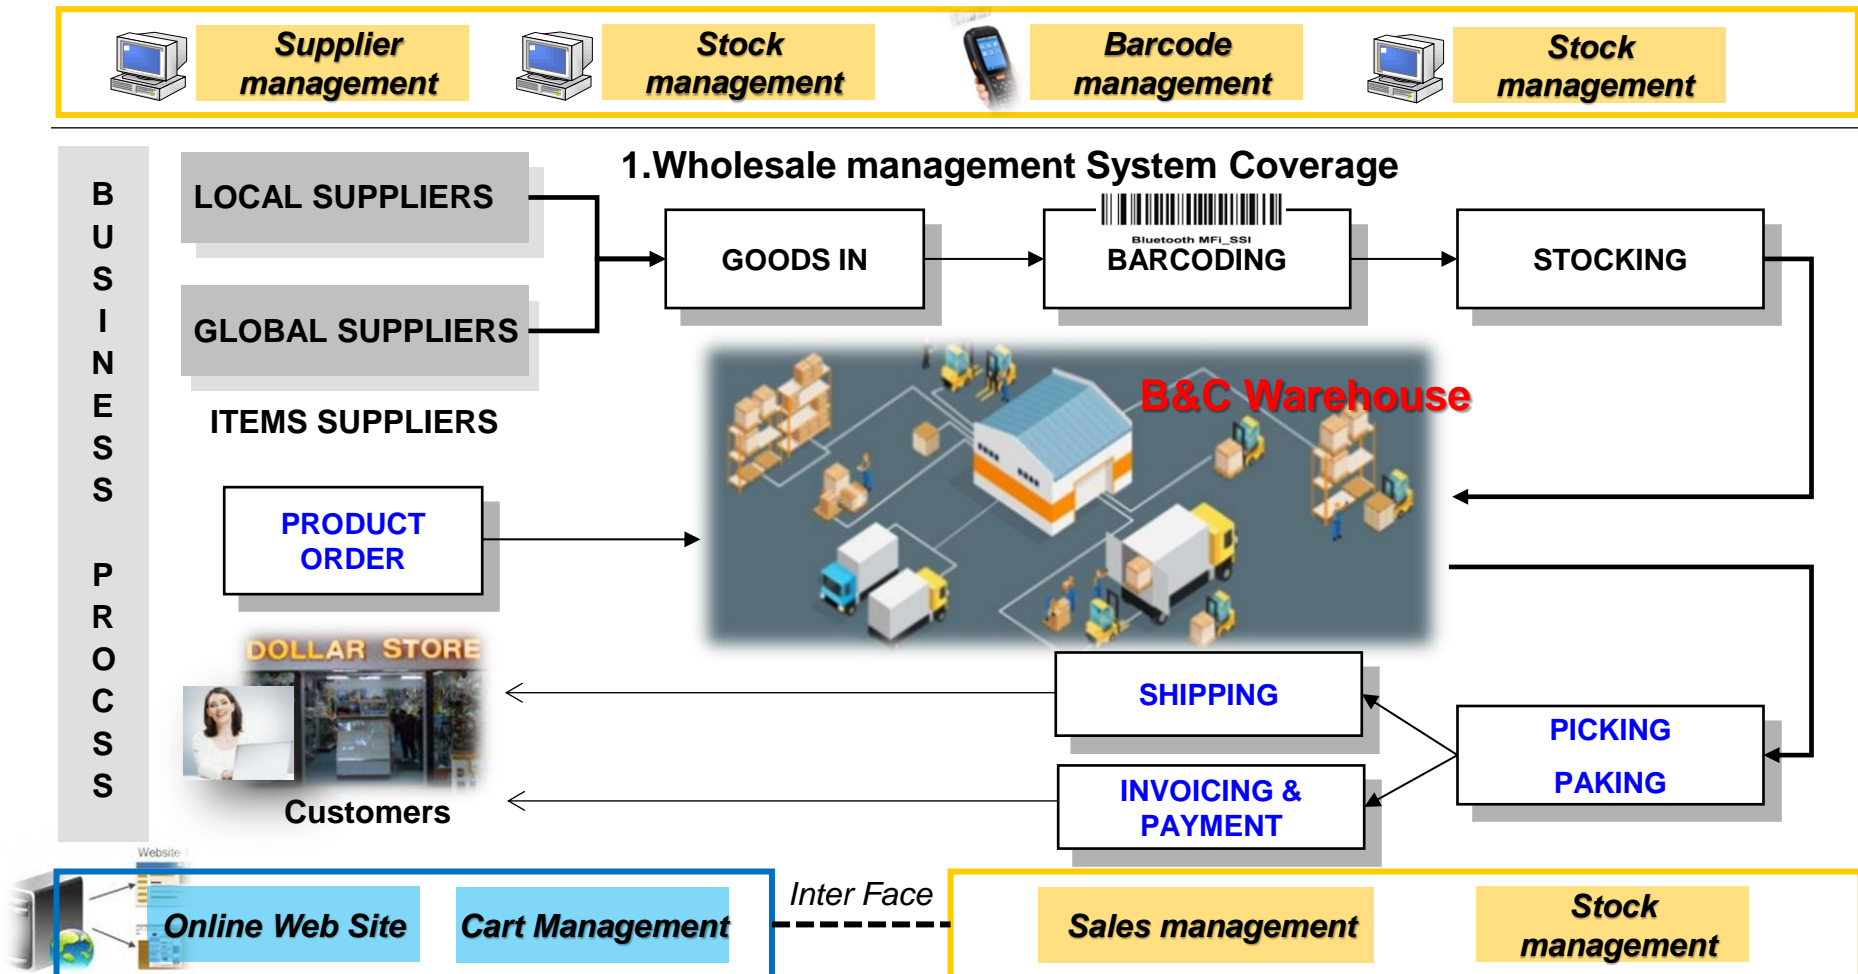 Supplier
management
Stock
management
Barcode
management
Stock
management
1.Wholesale management System Coverage
BUSINESS PROCSS
LOCAL SUPPLIERS
GLOBAL SUPPLIERS
ITEMS SUPPLIERS
GOODS IN
Bluetooth MFi_SSI
BARCODING
STOCKING
B&C Warehouse
PRODUCT
ORDER
DOLLAR STORE
Customers
SHIPPING
INVOICING &
PAYMENT
PICKING
PAKING
Website
Online Web Site
Cart Management
Inter Face
Sales management
Stock
management